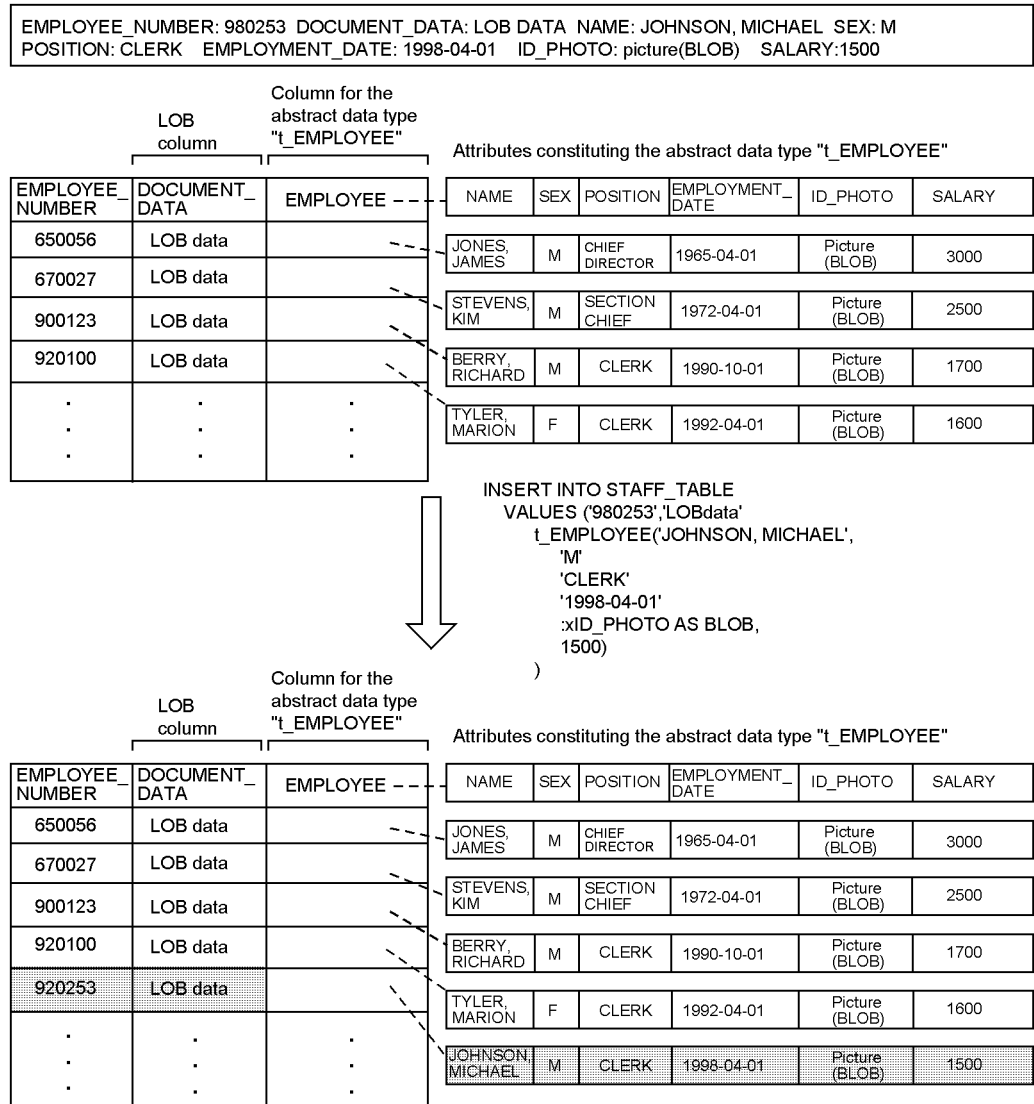 EMPLOYEE_NUMBER: 980253 DOCUMENT_DATA: LOB DATA NAME: JOHNSON, MICHAEL SEX: M
POSITION: CLERK EMPLOYMENT_DATE: 1998-04-01 ID_PHOTO: picture(BLOB) SALARY:1500
LOB
column
Column for the
abstract data type
"t_EMPLOYEE"
Attributes constituting the abstract data type "t_EMPLOYEE"
EMPLOYEE_
NUMBER
DOCUMENT_
DATA
EMPLOYEE
NAME
SEX
POSITION
EMPLOYMENT_
DATE
ID_PHOTO
SALARY
650056
LOB data
JONES,
JAMES
M
CHIEF
DIRECTOR
1965-04-01
Picture
(BLOB)
3000
670027
LOB data
STEVENS,
KIM
M
SECTION
CHIEF
1972-04-01
Picture
(BLOB)
2500
900123
LOB data
BERRY,
RICHARD
M
CLERK
1990-10-01
Picture
(BLOB)
1700
920100
LOB data
TYLER,
MARION
F
CLERK
1992-04-01
Picture
(BLOB)
1600
INSERT INTO STAFF_TABLE
VALUES ('980253','LOBdata'
t_EMPLOYEE('JOHNSON, MICHAEL',
'M'
'CLERK'
'1998-04-01'
:xID_PHOTO AS BLOB,
1500)
)
LOB
column
Column for the
abstract data type
"t_EMPLOYEE"
Attributes constituting the abstract data type "t_EMPLOYEE"
EMPLOYEE_
NUMBER
DOCUMENT_
DATA
EMPLOYEE
NAME
SEX
POSITION
EMPLOYMENT_
DATE
ID_PHOTO
SALARY
650056
LOB data
JONES,
JAMES
M
CHIEF
DIRECTOR
1965-04-01
Picture
(BLOB)
3000
670027
LOB data
STEVENS,
KIM
M
SECTION
CHIEF
1972-04-01
Picture
(BLOB)
2500
900123
LOB data
BERRY,
RICHARD
M
CLERK
1990-10-01
Picture
(BLOB)
1700
920100
LOB data
TYLER,
MARION
F
CLERK
1992-04-01
Picture
(BLOB)
1600
920253
LOB data
JOHNSON,
MICHAEL
M
CLERK
1998-04-01
Picture
(BLOB)
1500